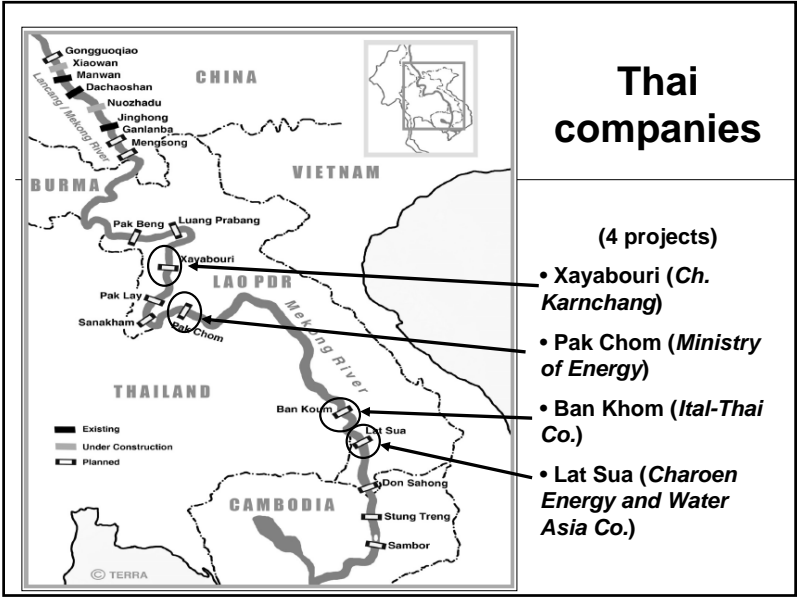 Gongguoqiao
Xiaowan
Manwan
Dachaoshan
Nuozhadu
Jinghong
Ganlanba
Mengsong
Lancang / Mekong River
CHINA
BURMA
VIETNAM
Pak Beng
Luang Prabang
Xayabouri
LAO PDR
Pak Lay
Sanakham
Pak Chom
Mekong River
THAILAND
Ban Koum
Lat Sua
Existing
Under Construction
Planned
Don Sahong
CAMBODIA
Stung Treng
Sambor
© TERRA
Thai
companies
(4 projects)
• Xayabouri (Ch.
Karnchang)
• Pak Chom (Ministry
of Energy)
• Ban Khom (Ital-Thai
Co.)
• Lat Sua (Charoen
Energy and Water
Asia Co.)